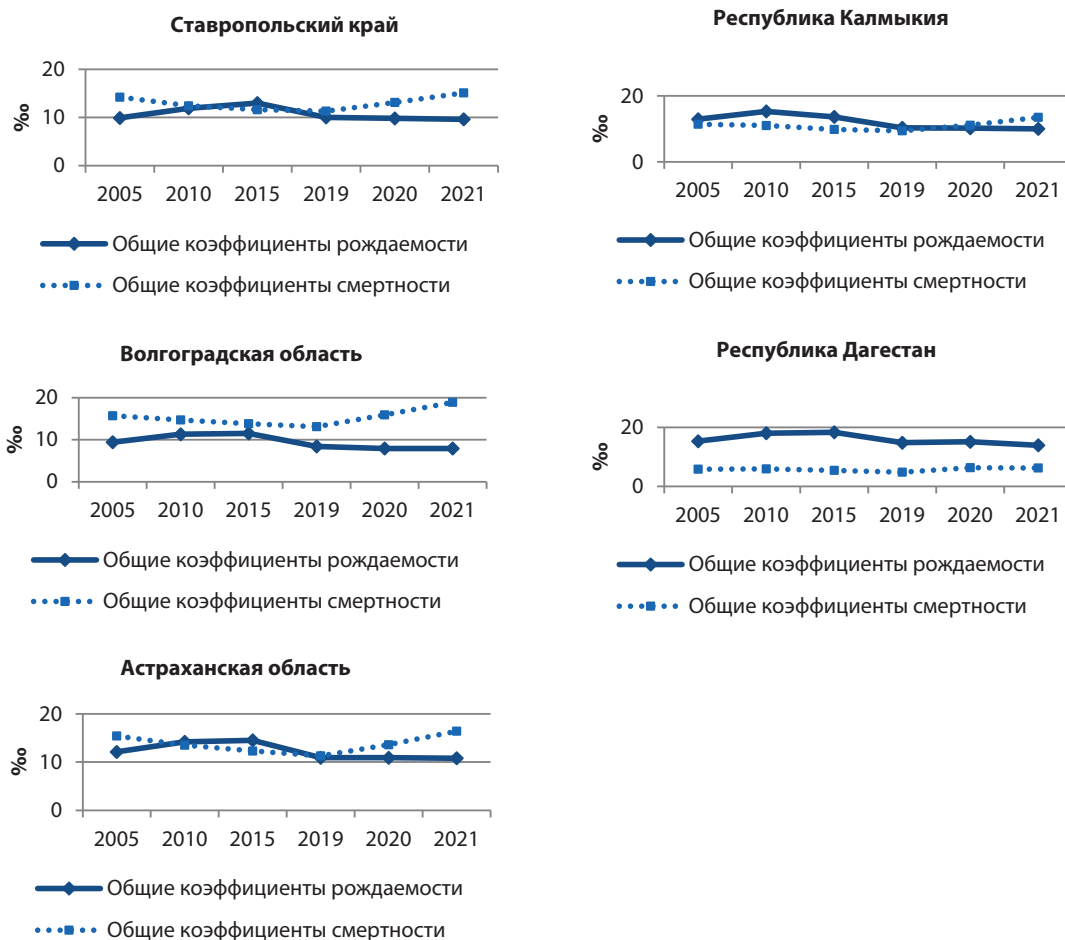 Ставропольский край
20
10
0
‰
2005 2010 2015 2019 2020 2021
Общие коэффициенты рождаемости
Общие коэффициенты смертности
Республика Калмыкия
20
0
‰
2005 2010 2015 2019 2020 2021
Общие коэффициенты рождаемости
Общие коэффициенты смертности
Волгоградская область
20
10
0
‰
2005 2010 2015 2019 2020 2021
Общие коэффициенты рождаемости
Общие коэффициенты смертности
Республика Дагестан
20
0
‰
2005 2010 2015 2019 2020 2021
Общие коэффициенты рождаемости
Общие коэффициенты смертности
Астраханская область
20
10
0
‰
2005 2010 2015 2019 2020 2021
Общие коэффициенты рождаемости
Общие коэффициенты смертности